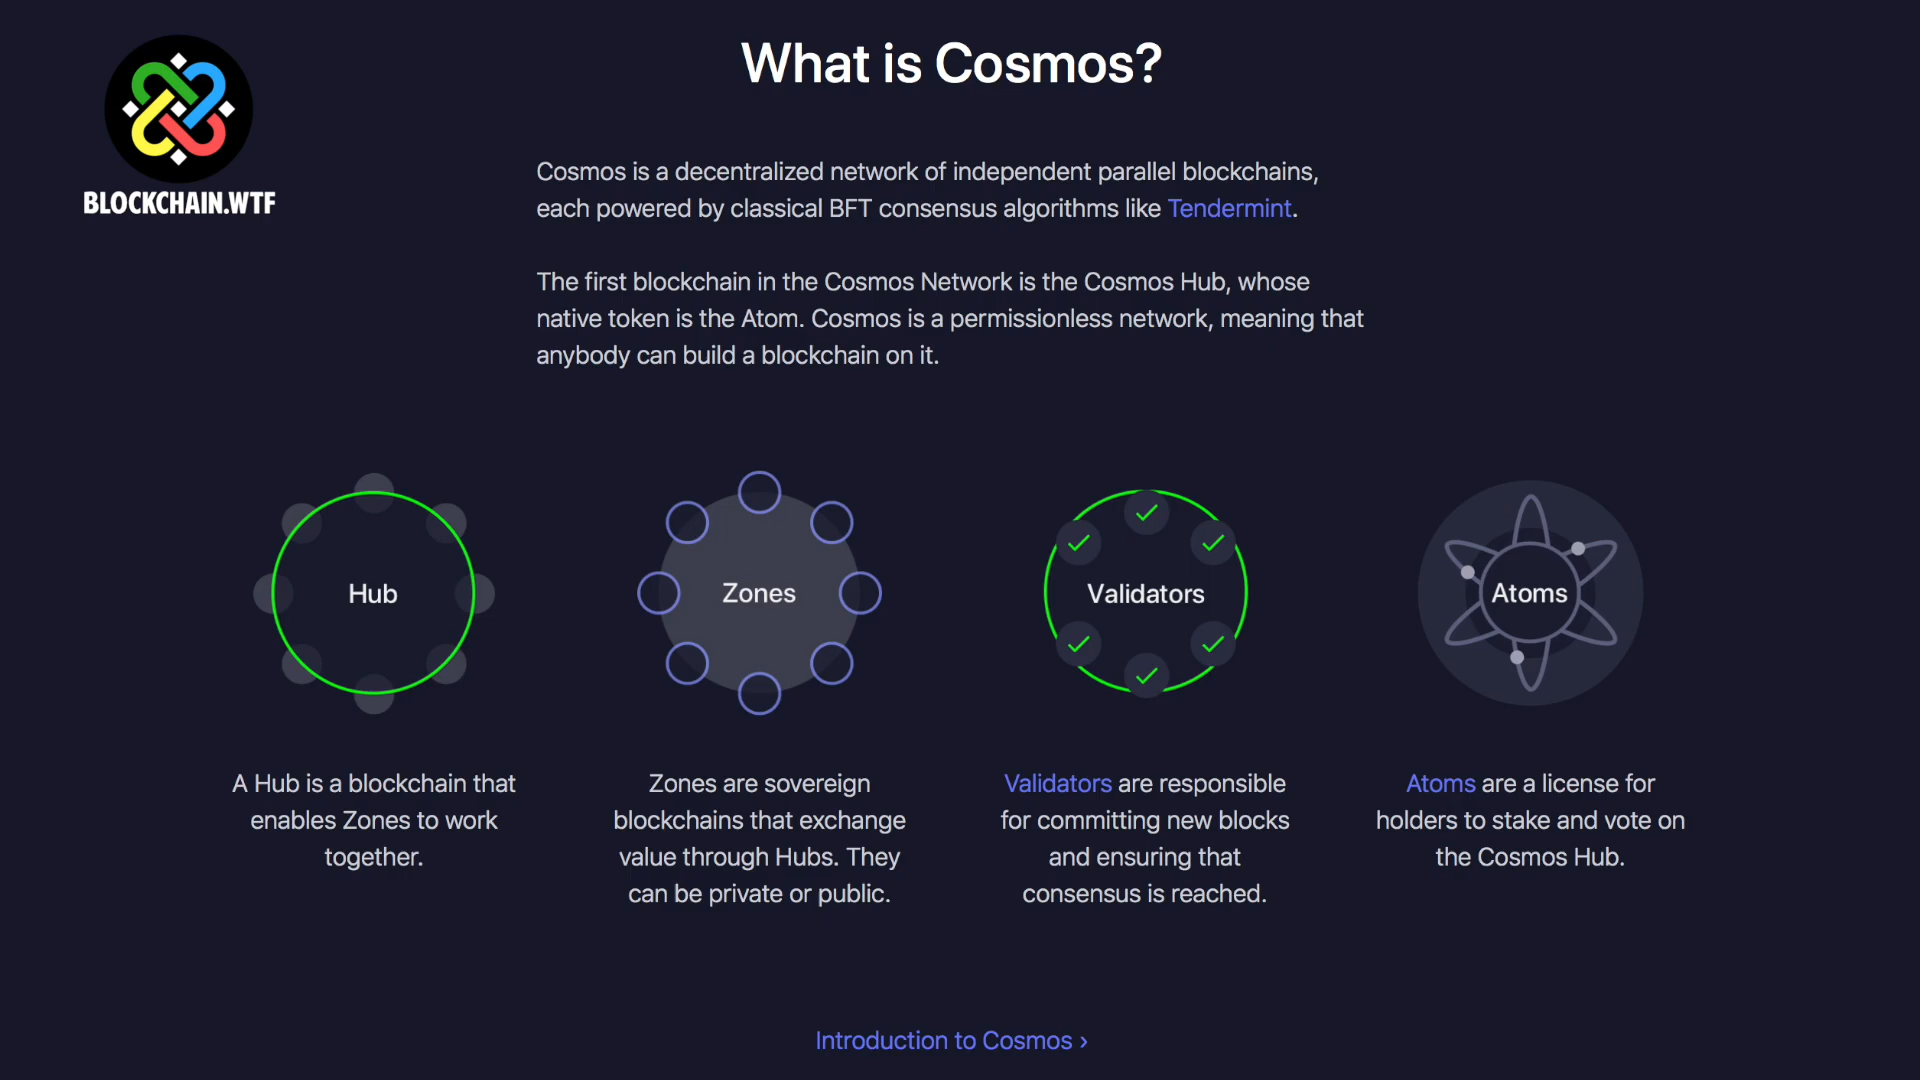 What is Cosmos?
BLOCKCHAIN.WTF
Cosmos is a decentralized network of independent parallel blockchains,
each powered by classical BFT consensus algorithms like Tendermint.
The first blockchain in the Cosmos Network is the Cosmos Hub, whose
native token is the Atom. Cosmos is a permissionless network, meaning that
anybody can build a blockchain on it.
Hub
A Hub is a blockchain that
enables Zones to work
together.
Zones
Zones are sovereign
blockchains that exchange
value through Hubs. They
can be private or public.
Validators
Validators are responsible
for committing new blocks
and ensuring that
consensus is reached.
Atoms
Atoms are a license for
holders to stake and vote on
the Cosmos Hub.
Introduction to Cosmos ›